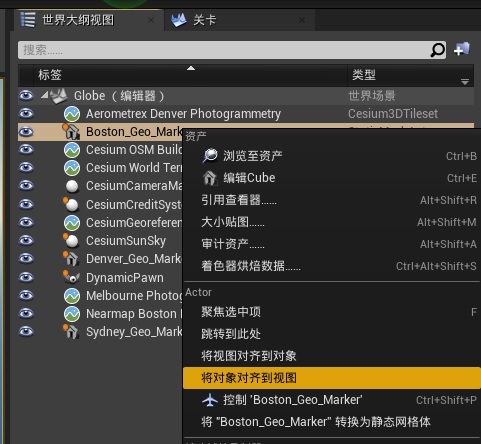 世界大纲视图
关卡
搜索......
标签
类型
Globe（编辑器）
世界场景
Aerometrex Denver Photogrammetry
Cesium3DTileset
Boston_Geo_Mark
Cesium OSM Build
Cesium World Terr
CesiumCameraMa
CesiumCreditSyst
CesiumGeoreferen
CesiumSunSky
Denver_Geo_Marke
DynamicPawn
Melbourne Photog
Nearmap Boston
Sydney_Geo_Mark
资产
浏览至资产 Ctrl+B
编辑Cube Ctrl+E
引用查看器...... Alt+Shift+R
大小贴图...... Alt+Shift+M
审计资产...... Alt+Shift+A
着色器烘焙数据...... Ctrl+Alt+Shift+S
Actor
聚焦选中项 F
跳转到此处
将视图对齐到对象
将对象对齐到视图
控制 'Boston_Geo_Marker' Ctrl+Shift+P
将 "Boston_Geo_Marker" 转换为静态网格体